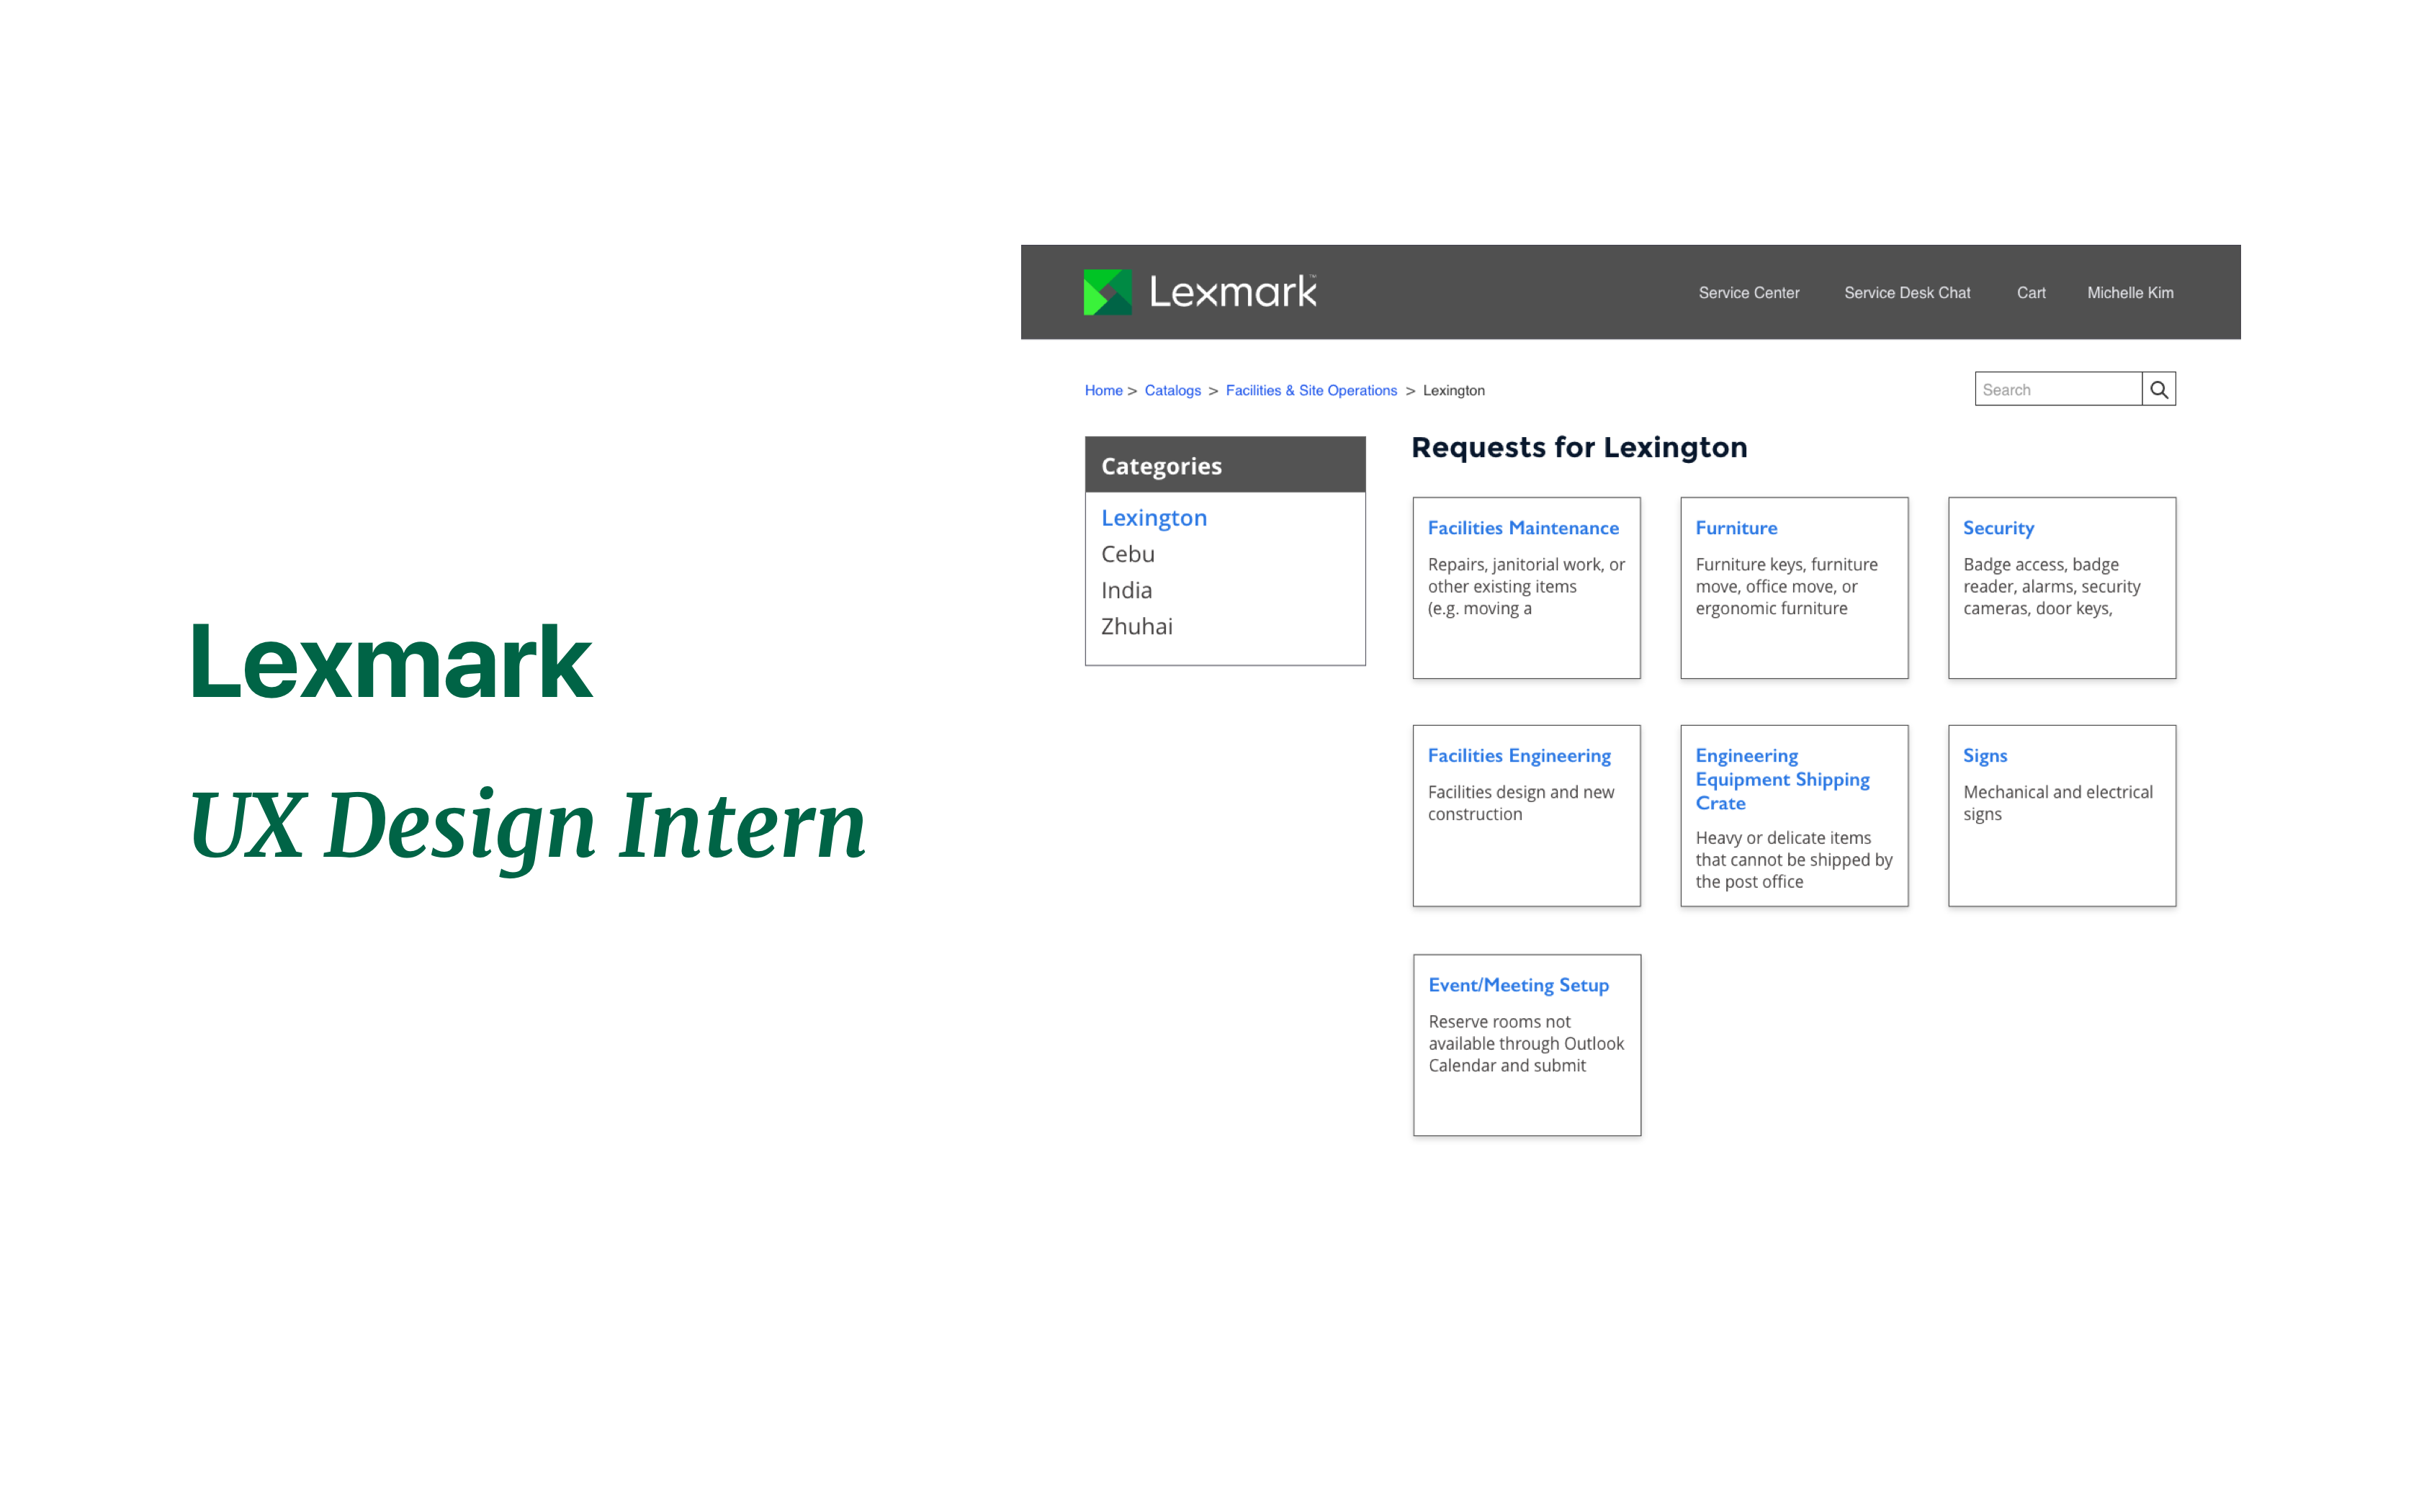 Lexmark
UX Design Intern
Lexmark™
Service Center
Service Desk Chat
Cart
Michelle Kim
Home > Catalogs > Facilities & Site Operations > Lexington
Search
Categories
Lexington
Cebu
India
Zhuhai
Requests for Lexington
Facilities Maintenance
Repairs, janitorial work, or
other existing items
(e.g. moving a
Furniture
Furniture keys, furniture
move, office move, or
ergonomic furniture
Security
Badge access, badge
reader, alarms, security
cameras, door keys,
Facilities Engineering
Facilities design and new
construction
Engineering
Equipment Shipping
Crate
Heavy or delicate items
that cannot be shipped by
the post office
Signs
Mechanical and electrical
signs
Event/Meeting Setup
Reserve rooms not
available through Outlook
Calendar and submit